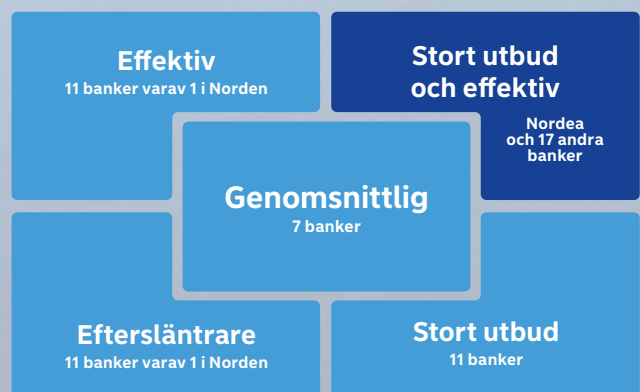 Effektiv
11 banker varav 1 i Norden
Stort utbud
och effektiv
Nordea
och 17 andra
banker
Genomsnittlig
7 banker
Eftersläntrare
11 banker varav 1 i Norden
Stort utbud
11 banker